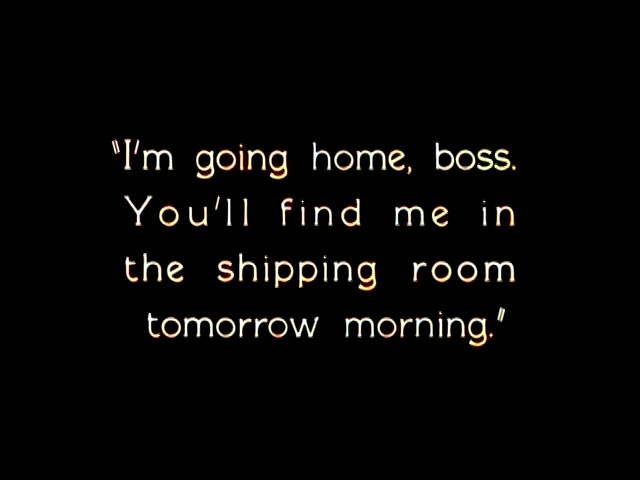 "I'm going home, boss.
You'll find me in
the shipping room
tomorrow morning."